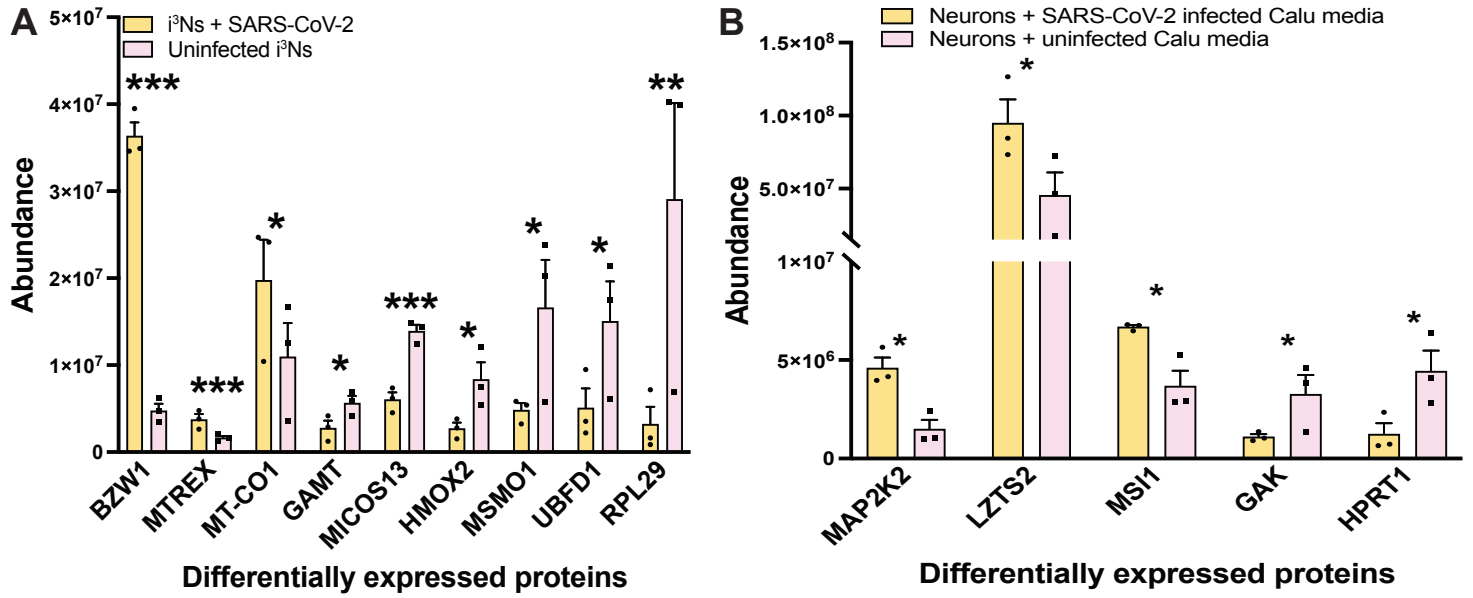 A
i³Ns + SARS-CoV-2
Uninfected i³Ns
Abundance
5×10⁷
4×10⁷
3×10⁷
2×10⁷
1×10⁷
0
***
***
*
*
***
*
*
*
**
BZW1
MTREX
MT-CO1
GAMT
MICOS13
HMOX2
MSMO1
UBFD1
RPL29
Differentially expressed proteins
B
Neurons + SARS-CoV-2 infected Calu media
Neurons + uninfected Calu media
Abundance
1.5×10⁸
1.0×10⁸
5.0×10⁷
1×10⁷
5×10⁶
0
*
*
*
*
*
MAP2K2
LZTS2
MSI1
GAK
HPRT1
Differentially expressed proteins